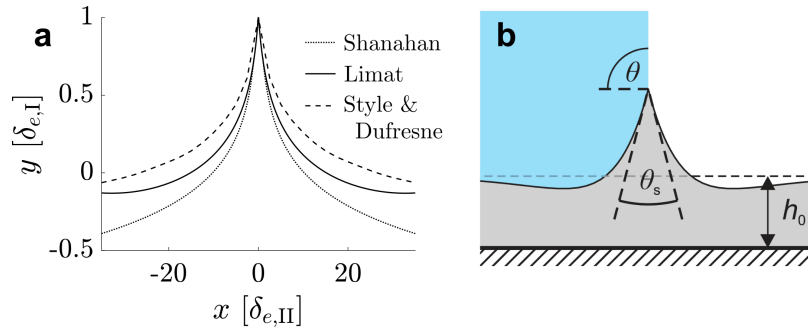 a
Shanahan
Limat
Style &
Dufresne
1
0.5
0
-0.5
y [δe,I]
-20
0
20
x [δe,II]
b
θ
θs
h0